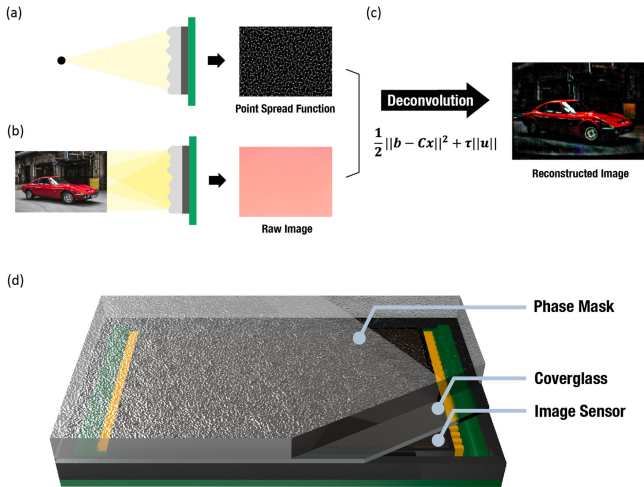 (a)
Point Spread Function
(b)
Raw Image
(c)
Deconvolution
1/2 ||b − Cx||² + τ||u||
Reconstructed Image
(d)
Phase Mask
Coverglass
Image Sensor